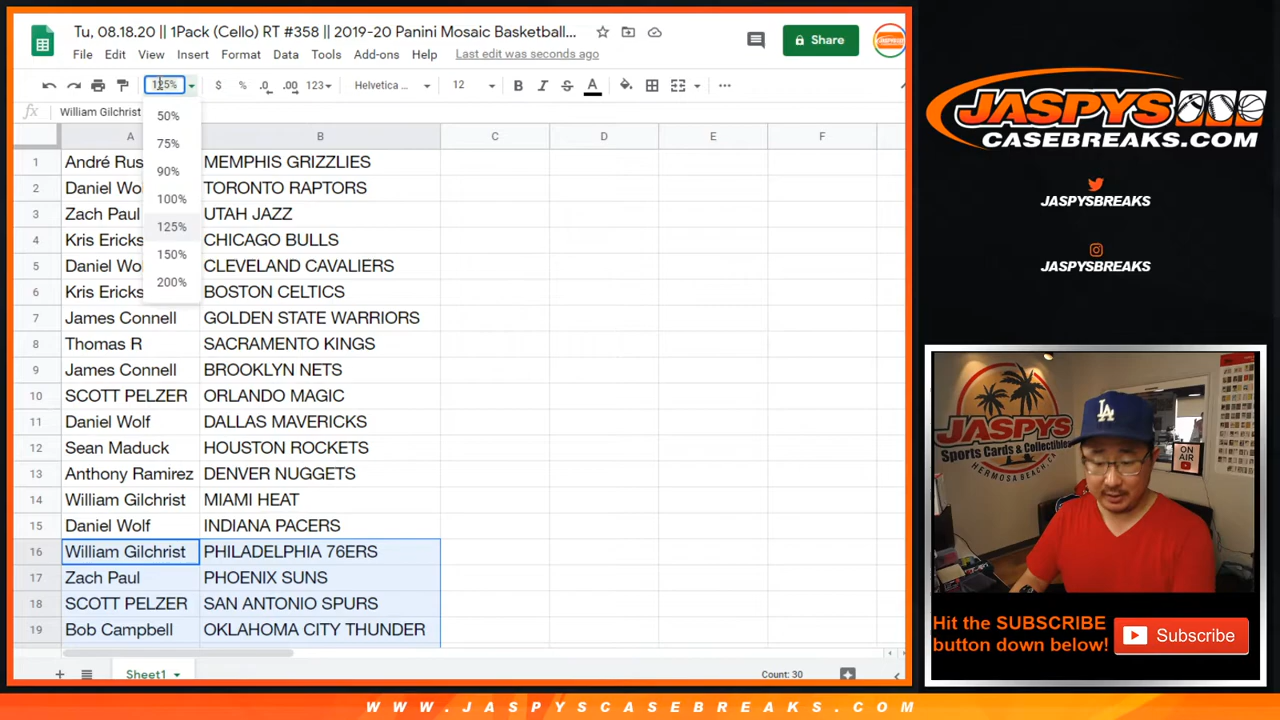 Tu, 08.18.20 || 1Pack (Cello) RT #358 || 2019-20 Panini Mosaic Basketball...
File Edit View Insert Format Data Tools Add-ons Help Last edit was seconds ago
Share
125% $ % .0 .00 123 Helvetica ... 12 B I S A
fx William Gilchrist
50%
75%
90%
100%
125%
150%
200%
A B C D E F
1 André Rus MEMPHIS GRIZZLIES
2 Daniel Wol TORONTO RAPTORS
3 Zach Paul UTAH JAZZ
4 Kris Ericks CHICAGO BULLS
5 Daniel Wo CLEVELAND CAVALIERS
6 Kris Ericks BOSTON CELTICS
7 James Connell GOLDEN STATE WARRIORS
8 Thomas R SACRAMENTO KINGS
9 James Connell BROOKLYN NETS
10 SCOTT PELZER ORLANDO MAGIC
11 Daniel Wolf DALLAS MAVERICKS
12 Sean Maduck HOUSTON ROCKETS
13 Anthony Ramirez DENVER NUGGETS
14 William Gilchrist MIAMI HEAT
15 Daniel Wolf INDIANA PACERS
16 William Gilchrist PHILADELPHIA 76ERS
17 Zach Paul PHOENIX SUNS
18 SCOTT PELZER SAN ANTONIO SPURS
19 Bob Campbell OKLAHOMA CITY THUNDER
Sheet1
Count: 30
JASPYS
CASEBREAKS.COM
JASPYSBREAKS
JASPYSBREAKS
JASPYS
Sports Cards & Collectibles
HERMOSA BEACH, CA
ON AIR
LA
Hit the SUBSCRIBE
button down below!
Subscribe
WWW.JASPYSCASEBREAKS.COM